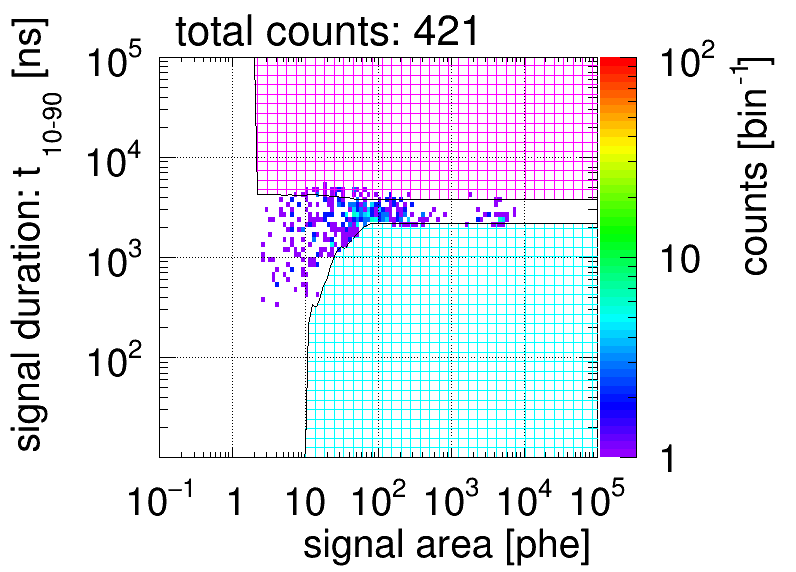 total counts: 421
signal duration: t 10-90 [ns]
10^5
10^4
10^3
10^2
10^−1 1 10 10^2 10^3 10^4 10^5
signal area [phe]
10^2
10
1
counts [bin^-1]